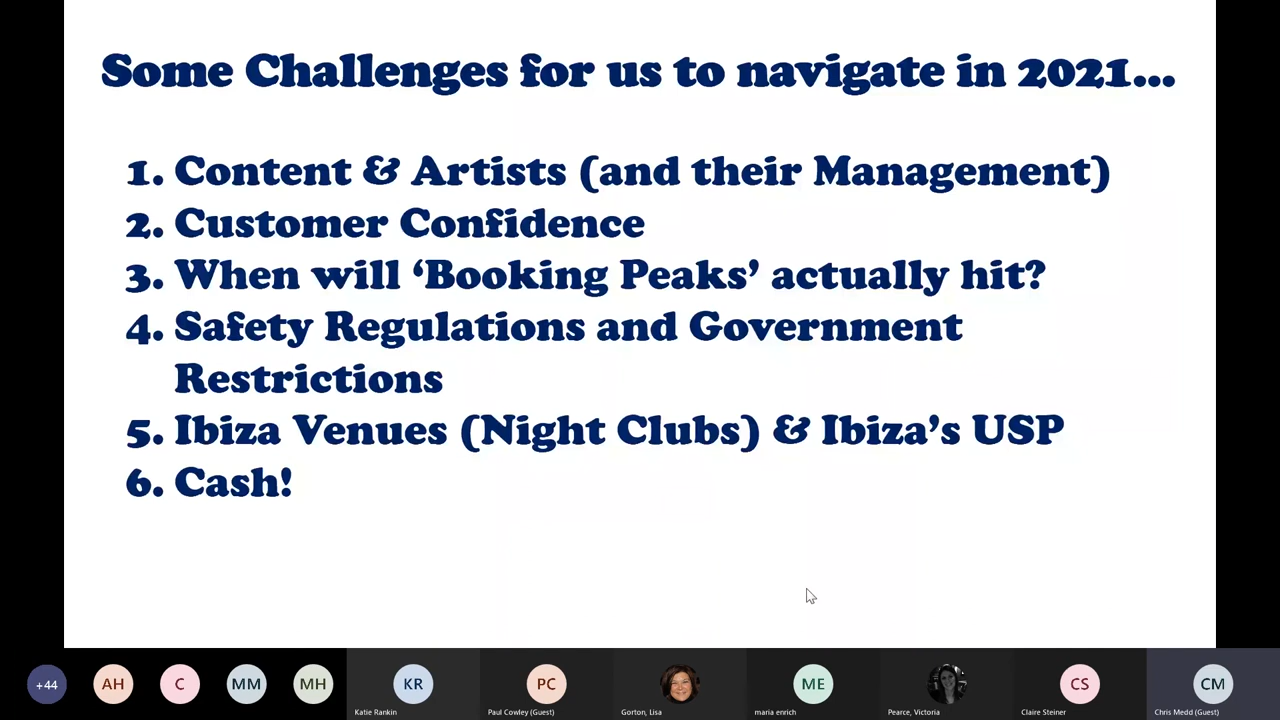 Some Challenges for us to navigate in 2021...
1. Content & Artists (and their Management)
2. Customer Confidence
3. When will ‘Booking Peaks’ actually hit?
4. Safety Regulations and Government
Restrictions
5. Ibiza Venues (Night Clubs) & Ibiza’s USP
6. Cash!
+44 AH C MM MH KR PC ME CS CM
Katie Rankin Paul Cowley (Guest) Gorton, Lisa maria enrich Pearce, Victoria Claire Steiner Chris Medd (Guest)